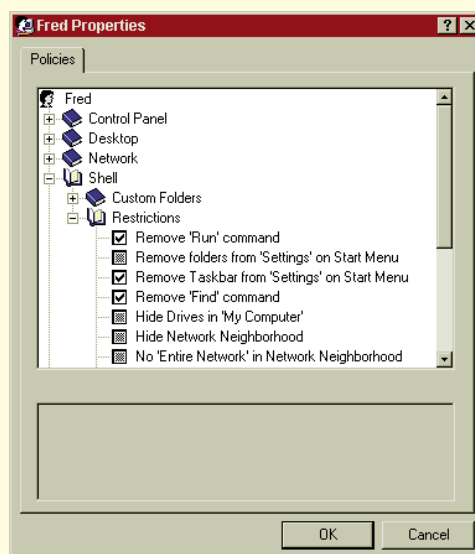 Fred Properties
Policies
Fred
Control Panel
Desktop
Network
Shell
Custom Folders
Restrictions
Remove 'Run' command
Remove folders from 'Settings' on Start Menu
Remove Taskbar from 'Settings' on Start Menu
Remove 'Find' command
Hide Drives in 'My Computer'
Hide Network Neighborhood
No 'Entire Network' in Network Neighborhood
OK
Cancel